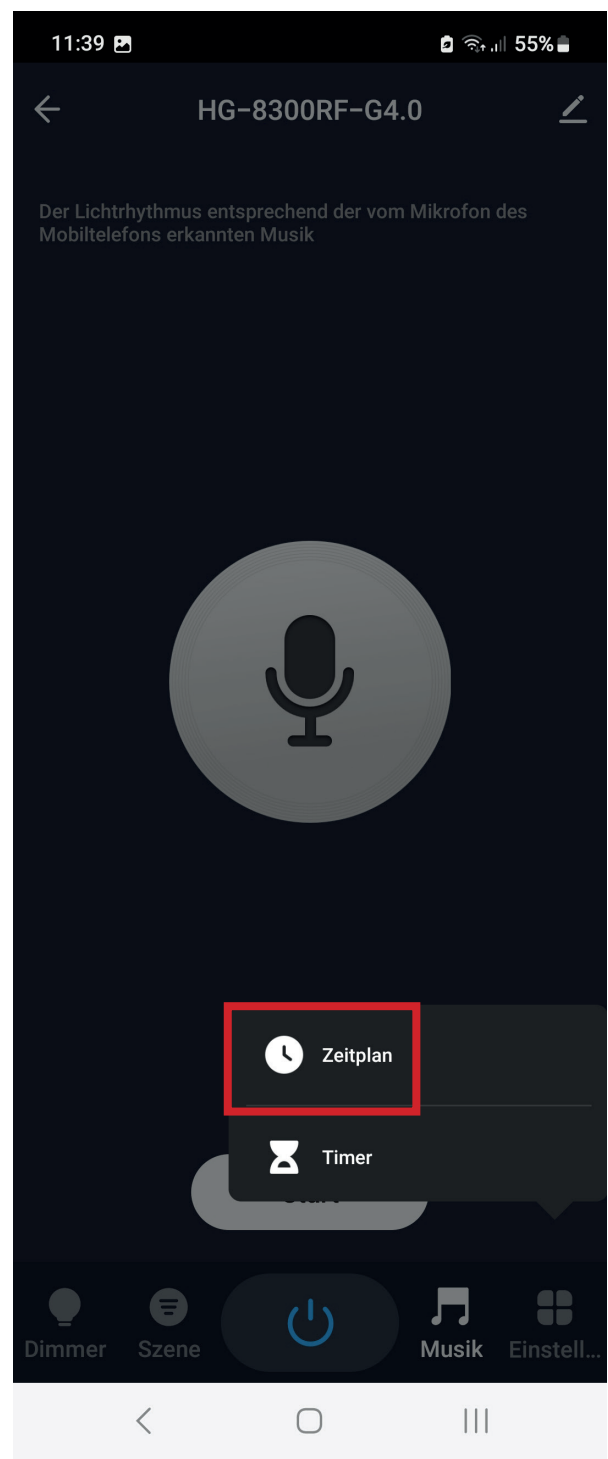 11:39
55%
HG-8300RF-G4.0
Der Lichtrhythmus entsprechend der vom Mikrofon des
Mobiltelefons erkannten Musik
Zeitplan
Timer
Dimmer Szene Musik Einstell...